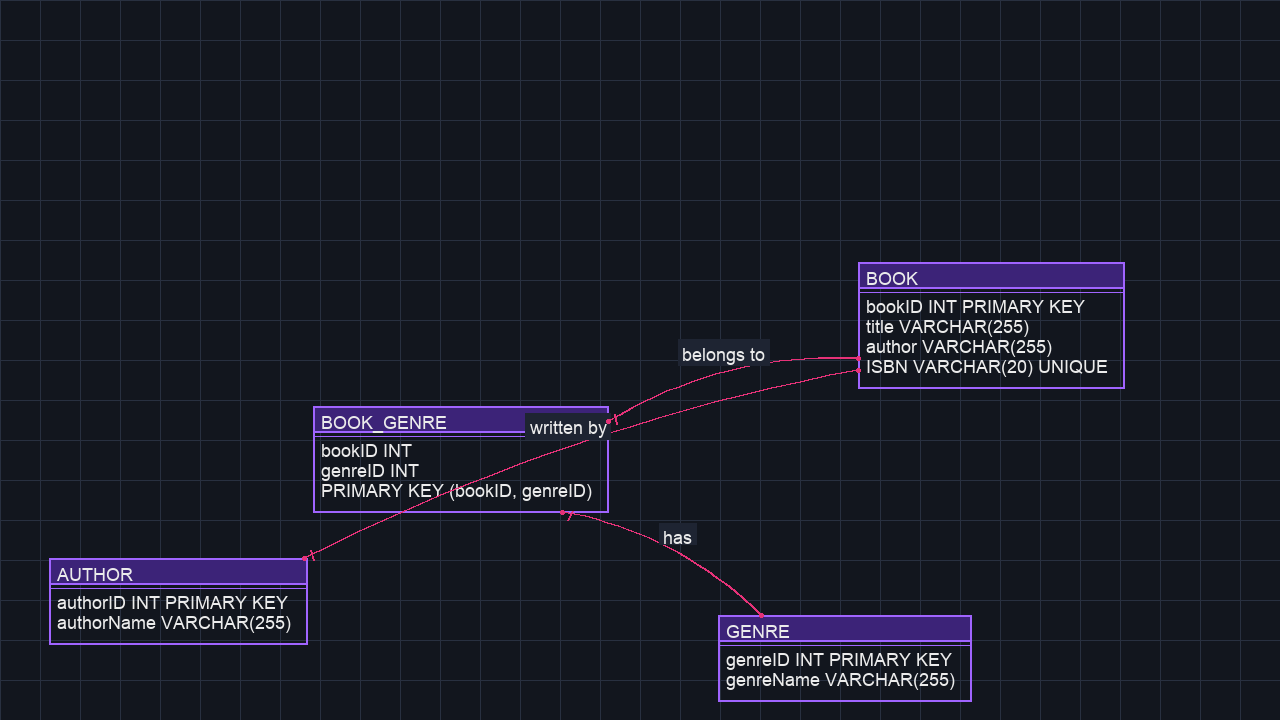 BOOK
bookID INT PRIMARY KEY
title VARCHAR(255)
author VARCHAR(255)
ISBN VARCHAR(20) UNIQUE
belongs to
BOOK_GENRE
written by
bookID INT
genreID INT
PRIMARY KEY (bookID, genreID)
has
AUTHOR
authorID INT PRIMARY KEY
authorName VARCHAR(255)
GENRE
genreID INT PRIMARY KEY
genreName VARCHAR(255)